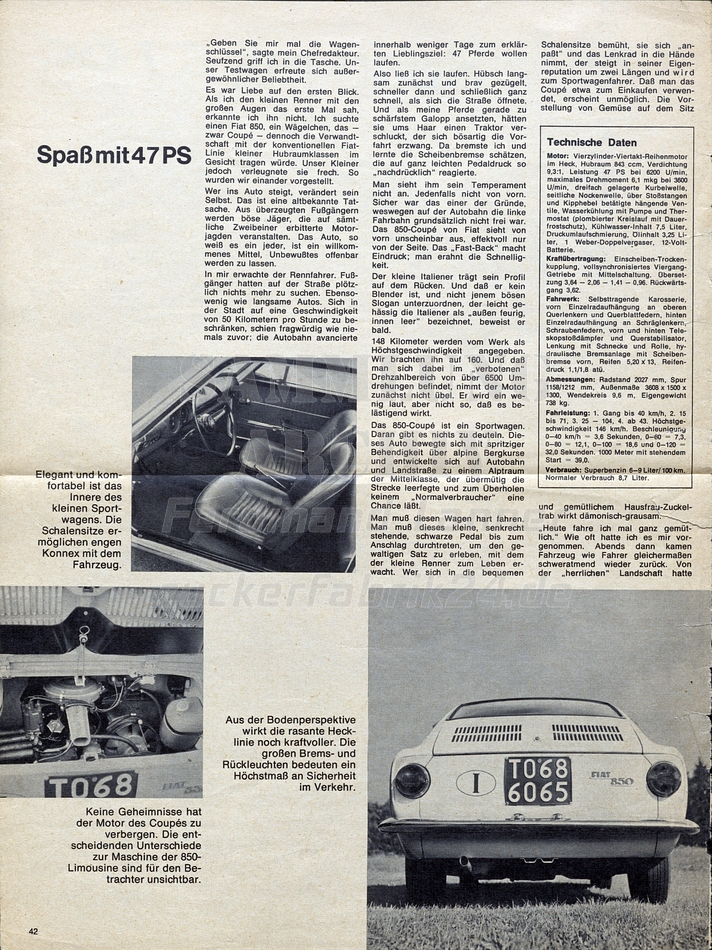 Spaß mit 47 PS
„Geben Sie mir mal die Wagen-
schlüssel“, sagte mein Chefredakteur.
Seufzend griff ich in die Tasche. Un-
ser Testwagen erfreute sich außer-
gewöhnlicher Beliebtheit.
Es war Liebe auf den ersten Blick.
Als ich den kleinen Renner mit den
großen Augen das erste Mal sah,
erkannte ich ihn nicht. Ich suchte
einen Fiat 850, ein Wägelchen, das —
zwar Coupé — dennoch die Verwandt-
schaft mit der konventionellen Fiat-
Linie kleiner Hubraumklassen im
Gesicht tragen würde. Unser Kleiner
jedoch verleugnete sie frech. So
wurden wir einander vorgestellt.
Wer ins Auto steigt, verändert sein
Selbst. Das ist eine altbekannte Tat-
sache. Aus überzeugten Fußgängern
werden böse Jäger, die auf sämt-
liche Zweibeiner erbitterte Motor-
jagden veranstalten. Das Auto, so
weiß es ein jeder, ist ein willkom-
menes Mittel, Unbewußtes offenbar
werden zu lassen.
In mir erwachte der Rennfahrer. Fuß-
gänger hatten auf der Straße plötz-
lich nichts mehr zu suchen. Ebenso-
wenig wie langsame Autos. Sich in
der Stadt auf eine Geschwindigkeit
von 50 Kilometern pro Stunde zu be-
schränken, schien fragwürdig wie nie-
mals zuvor; die Autobahn avancierte
innerhalb weniger Tage zum erklär-
ten Lieblingsziel: 47 Pferde wollen
laufen.
Also ließ ich sie laufen. Hübsch lang-
sam zunächst und brav gezügelt,
schneller dann und schließlich ganz
schnell, als sich die Straße öffnete.
Und als meine Pferde gerade zu
schärfstem Galopp ansetzten, hätten
sie ums Haar einen Traktor ver-
schluckt, der sich bösartig die Vor-
fahrt erzwang. Da bremste ich und
lernte die Scheibenbremse schätzen,
die auf ganz leichten Pedaldruck so
„nachdrücklich“ reagierte.
Man sieht ihm sein Temperament
nicht an. Jedenfalls nicht von vorn.
Sicher war das einer der Gründe,
weswegen auf der Autobahn die linke
Fahrbahn grundsätzlich nicht frei war.
Das 850-Coupé von Fiat sieht von
vorn unscheinbar aus, effektvoll nur
von der Seite. Das „Fast-Back“ macht
Eindruck; man erahnt die Schnellig-
keit.
Der kleine Italiener trägt sein Profil
auf dem Rücken. Und daß er kein
Blender ist, und nicht jenem bösen
Slogan unterzuordnen, der leicht ge-
hässig die Italiener als „außen feurig,
innen leer“ bezeichnet, beweist er
bald.
148 Kilometer werden vom Werk als
Höchstgeschwindigkeit angegeben.
Wir brachten ihn auf 160. Und daß
man sich dabei im „verbotenen“
Drehzahlbereich von über 6500 Um-
drehungen befindet, nimmt der Motor
zunächst nicht übel. Er wird ein we-
nig laut, aber nicht so, daß es be-
lästigend wirkt.
Das 850-Coupé ist ein Sportwagen.
Daran gibt es nichts zu deuteln. Die-
ses Auto bewegte sich mit spritziger
Behendigkeit über alpine Bergkurse
und entwickelte sich auf Autobahn
und Landstraße zu einem Alptraum
der Mittelklasse, der übermütig die
Strecke leerfegte und zum Überholen
keinem „Normalverbraucher“ eine
Chance läßt.
Man muß diesen Wagen hart fahren.
Man muß dieses kleine, senkrecht
stehende, schwarze Pedal bis zum
Anschlag durchtreten, um den ge-
waltigen Satz zu erleben, mit dem
der kleine Renner zum Leben er-
wacht. Wer sich in die bequemen
Schalensitze bemüht, sie sich „an-
paßt“ und das Lenkrad in die Hände
nimmt, der steigt in seiner Eigen-
reputation um zwei Längen und wird
zum Sportwagenfahrer. Daß man das
Coupé etwa zum Einkaufen verwen-
det, erscheint unmöglich. Die Vor-
stellung von Gemüse auf dem Sitz
Technische Daten
Motor: Vierzylinder-Viertakt-Reihenmotor
im Heck, Hubraum 843 ccm, Verdichtung
9,3:1, Leistung 47 PS bei 6200 U/min,
maximales Drehmoment 6,1 mkg bei 3600
U/min, dreifach gelagerte Kurbelwelle,
seitliche Nockenwelle, über Stoßstangen
und Kipphebel betätigte hängende Ven-
tile, Wasserkühlung mit Pumpe und Ther-
mostat (plombierter Kreislauf mit Dauer-
frostschutz), Kühlwasser-Inhalt 7,5 Liter,
Druckumlaufschmierung, Ölinhalt 3,25 Li-
ter, 1 Weber-Doppelvergaser, 12-Volt-
Batterie.
Kraftübertragung: Einscheiben-Trocken-
kupplung, vollsynchronisiertes Viergang-
Getriebe mit Mittelschaltung, Überset-
zung 3,64 – 2,06 – 1,41 – 0,96. Rückwärts-
gang 3,62.
Fahrwerk: Selbsttragende Karosserie,
vorn Einzelradaufhängung an oberen
Querlenkern und Querblattfedern, hinten
Einzelradaufhängung an Schräglenkern,
Schraubenfedern, vorn und hinten Tele-
skopstoßdämpfer und Querstabilisator,
Lenkung mit Schnecke und Rolle, hy-
draulische Bremsanlage mit Scheiben-
bremse vorn, Reifen 5,20 x 13, Reifen-
druck 1,1/1,8 atü.
Abmessungen: Radstand 2027 mm, Spur
1158/1212 mm, Außenmaße 3608 x 1500 x
1300, Wendekreis 9,6 m, Eigengewicht
738 kg.
Fahrleistung: 1. Gang bis 40 km/h, 2. 15
bis 71, 3. 25 – 104, 4. ab 43. Höchstge-
schwindigkeit 146 km/h. Beschleunigung
0–40 km/h = 3,6 Sekunden, 0–60 = 7,3,
0–80 = 12,1, 0–100 = 18,6 und 0–120 =
32,0 Sekunden. 1000 Meter mit stehendem
Start = 39,0.
Verbrauch: Superbenzin 6–9 Liter/100 km.
Normaler Verbrauch 8,7 Liter.
und gemütlichem Hausfrau-Zuckel-
trab wirkt dämonisch-grausam.
„Heute fahre ich mal ganz gemüt-
lich.“ Wie oft hatte ich es mir vor-
genommen. Abends dann kamen
Fahrzeug wie Fahrer gleichermaßen
schweratmend wieder zurück. Von
der „herrlichen“ Landschaft hatte
Elegant und kom-
fortabel ist das
Innere des
kleinen Sport-
wagens. Die
Schalensitze er-
möglichen engen
Konnex mit dem
Fahrzeug.
TO68
FIAT 850
Keine Geheimnisse hat
der Motor des Coupés zu
verbergen. Die ent-
scheidenden Unterschiede
zur Maschine der 850-
Limousine sind für den Be-
trachter unsichtbar.
Aus der Bodenperspektive
wirkt die rasante Heck-
linie noch kraftvoller. Die
großen Brems- und
Rückleuchten bedeuten ein
Höchstmaß an Sicherheit
im Verkehr.
I
TO68
6065
FIAT 850
42